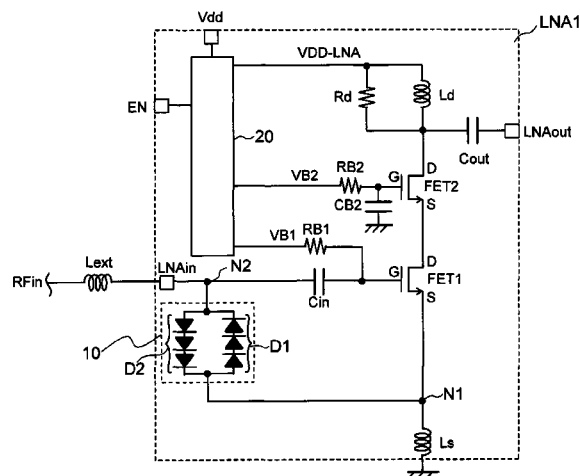 Vdd
LNA1
VDD-LNA
Rd
Ld
EN
LNAout
20
Cout
D
RB2
VB2
G
FET2
CB2
S
RB1
VB1
D
Lext
LNAin
N2
RFin
G
FET1
Cin
S
10
D1
D2
N1
Ls